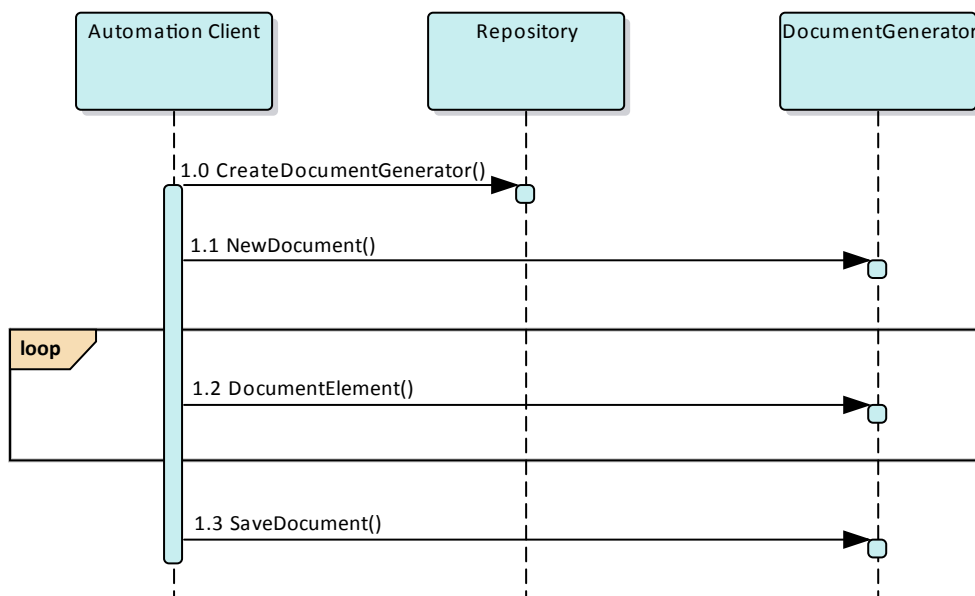 Automation Client
Repository
DocumentGenerator
1.0 CreateDocumentGenerator()
1.1 NewDocument()
loop
1.2 DocumentElement()
1.3 SaveDocument()